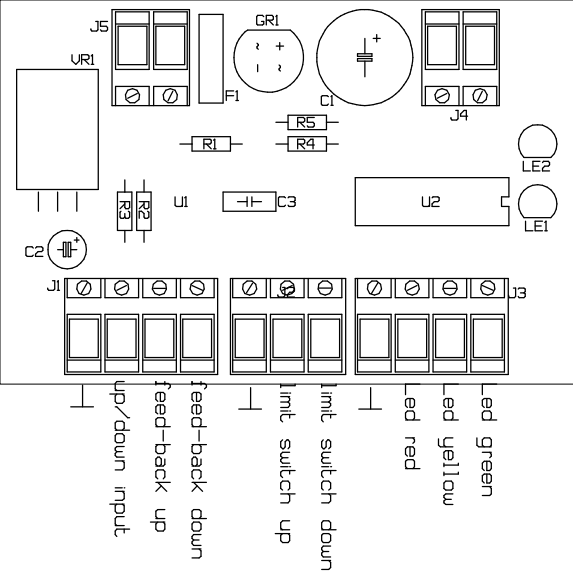 J5
GR1
VR1
F1
C1
J4
R5
R1
R4
LE2
R3
R2
U1
C3
U2
LE1
C2
J1
J2
J3
up/down input
feed-back up
feed-back down
limit switch up
limit switch down
Led red
Led yellow
Led green